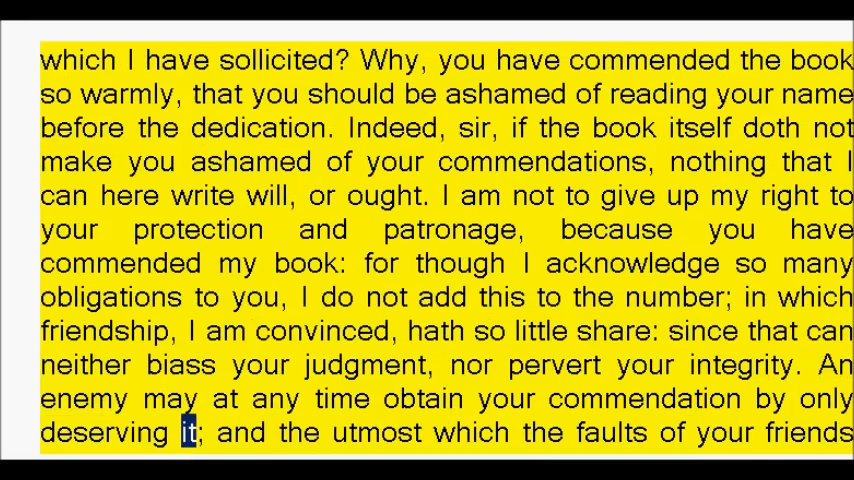 which I have sollicited? Why, you have commended the book
so warmly, that you should be ashamed of reading your name
before the dedication. Indeed, sir, if the book itself doth not
make you ashamed of your commendations, nothing that I
can here write will, or ought. I am not to give up my right to
your protection and patronage, because you have
commended my book: for though I acknowledge so many
obligations to you, I do not add this to the number; in which
friendship, I am convinced, hath so little share: since that can
neither biass your judgment, nor pervert your integrity. An
enemy may at any time obtain your commendation by only
deserving it; and the utmost which the faults of your friends